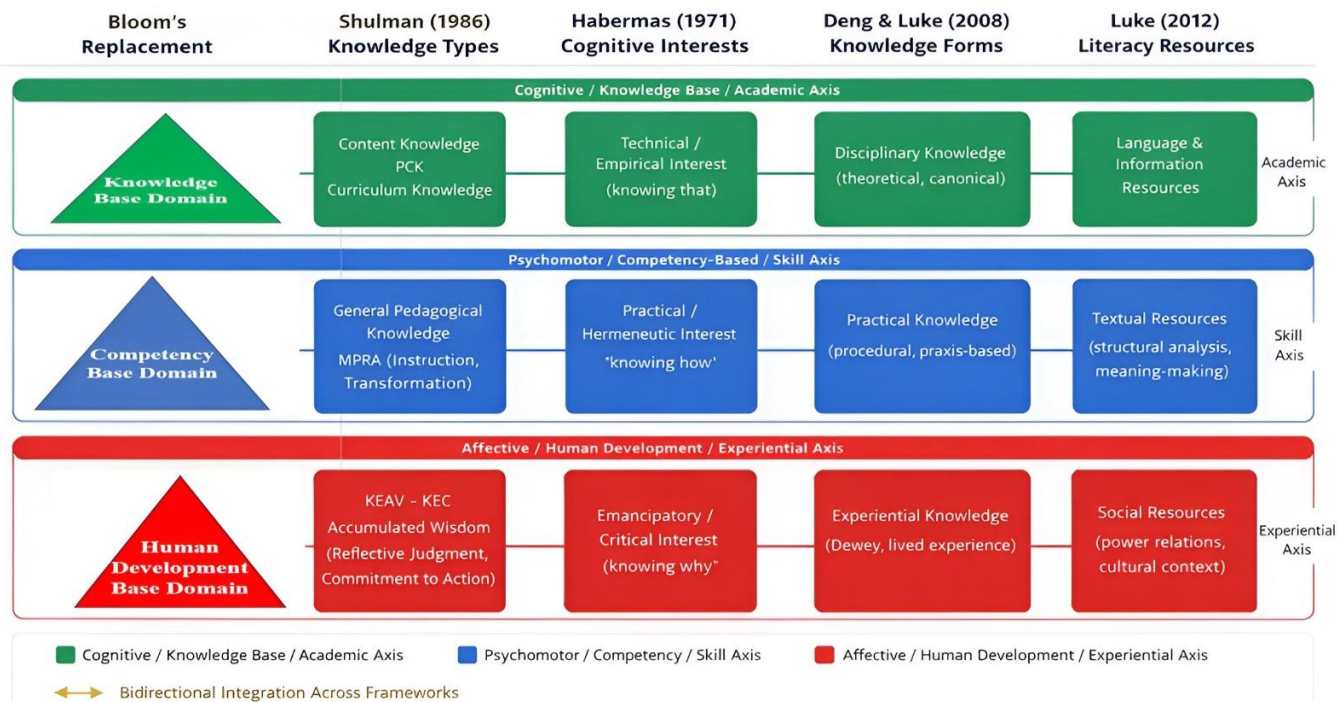 Bloom's
Replacement
Shulman (1986)
Knowledge Types
Habermas (1971)
Cognitive Interests
Deng & Luke (2008)
Knowledge Forms
Luke (2012)
Literacy Resources
Cognitive / Knowledge Base / Academic Axis
Knowledge
Base Domain
Content Knowledge
PCK
Curriculum Knowledge
Technical /
Empirical Interest
(knowing that)
Disciplinary Knowledge
(theoretical, canonical)
Language &
Information
Resources
Academic
Axis
Psychomotor / Competency-Based / Skill Axis
Competency
Base Domain
General Pedagogical
Knowledge
MPRA (Instruction,
Transformation)
Practical /
Hermeneutic Interest
"knowing how'
Practical Knowledge
(procedural, praxis-based)
Textual Resources
(structural analysis,
meaning-making)
Skill
Axis
Affective / Human Development / Experiential Axis
Human
Development
Base Domain
KEAV - KEC
Accumulated Wisdom
(Reflective Judgment,
Commitment to Action)
Emancipatory /
Critical Interest
(knowing why"
Experiential Knowledge
(Dewey, lived experience)
Social Resources
(power relations,
cultural context)
Experiential
Axis
Cognitive / Knowledge Base / Academic Axis
Psychomotor / Competency / Skill Axis
Affective / Human Development / Experiential Axis
Bidirectional Integration Across Frameworks